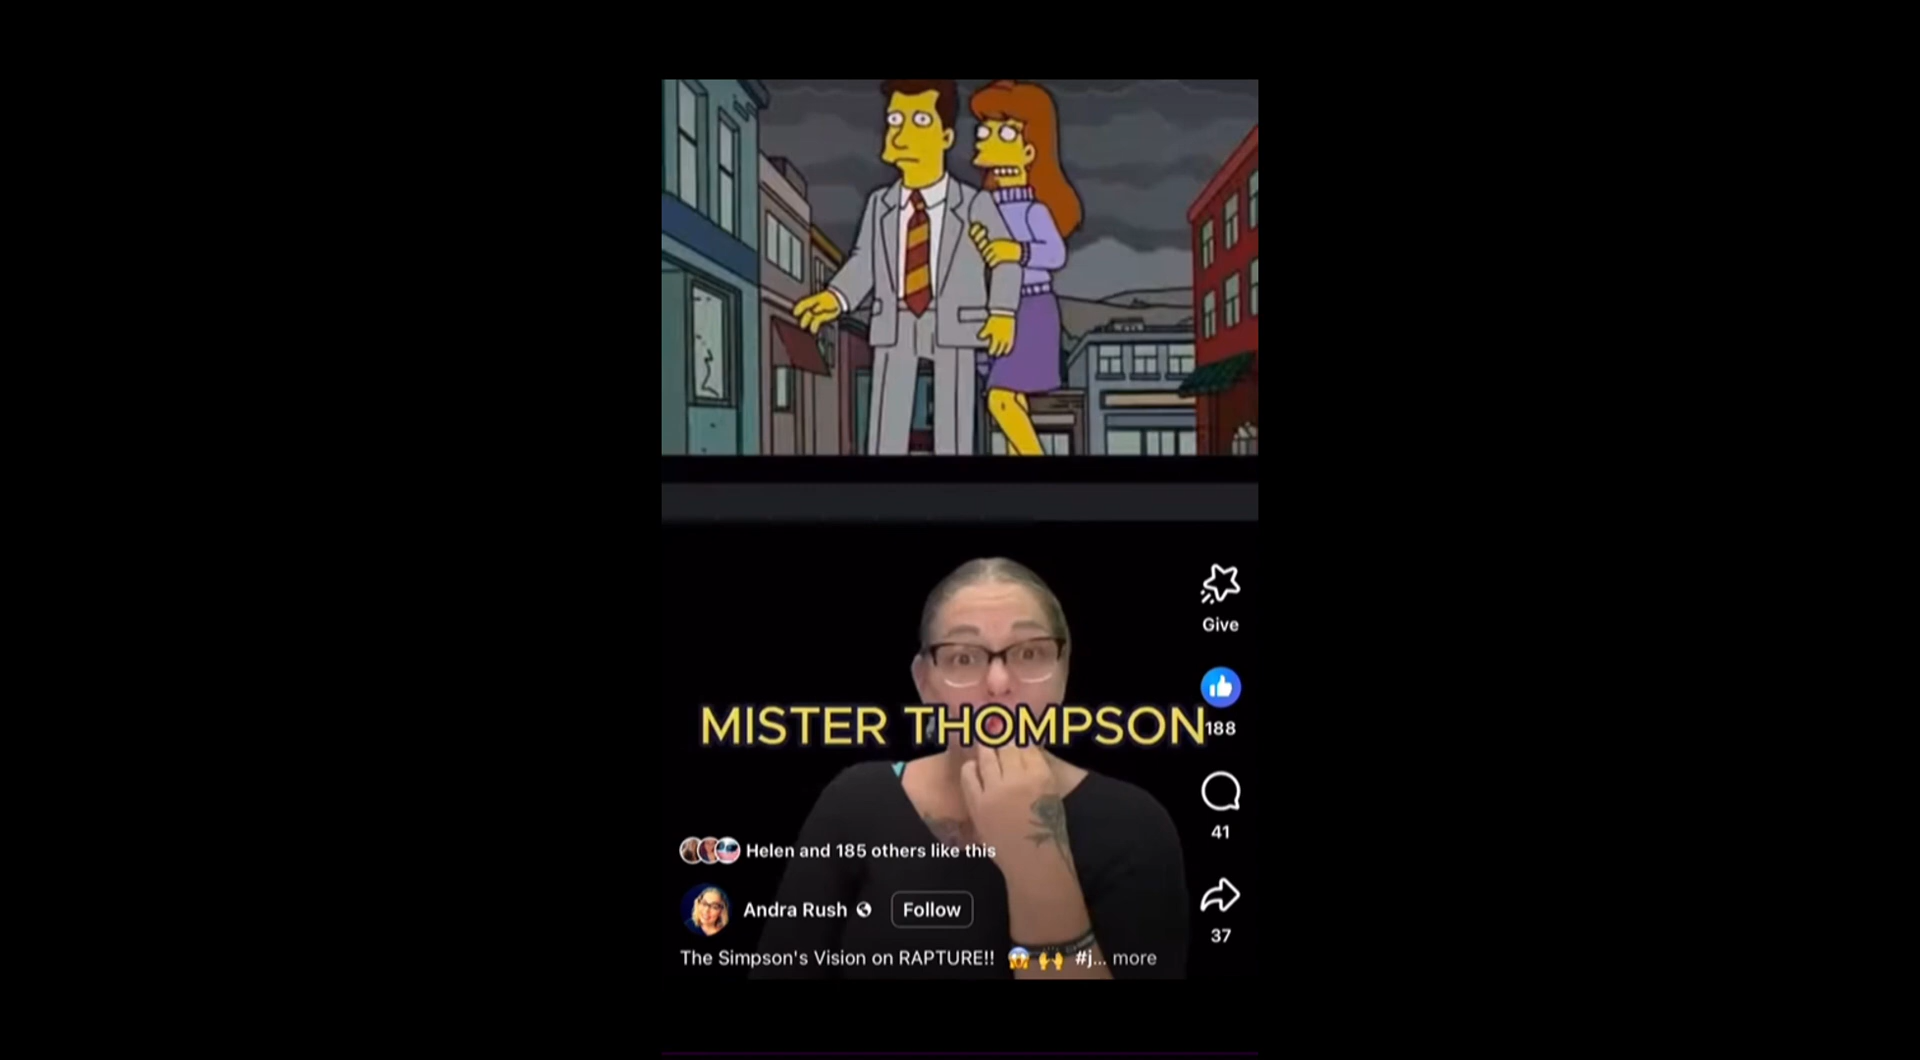 Give
MISTER THOMPSON
188
41
Helen and 185 others like this
Andra Rush
Follow
37
The Simpson's Vision on RAPTURE!! 😱 🙌 #j... more